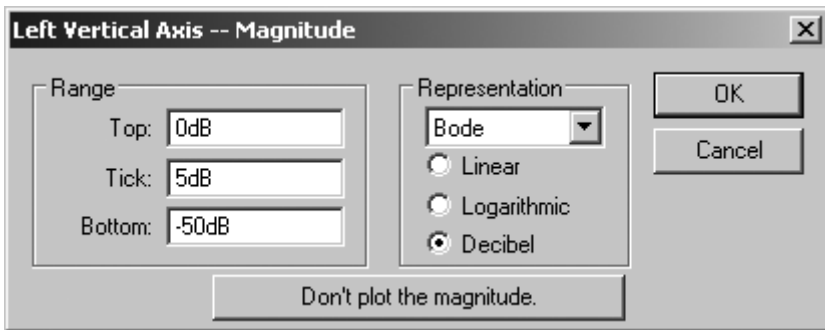 Left Vertical Axis -- Magnitude
Range
Top: 0dB
Tick: 5dB
Bottom: -50dB
Representation
Bode
Linear
Logarithmic
Decibel
OK
Cancel
Don't plot the magnitude.